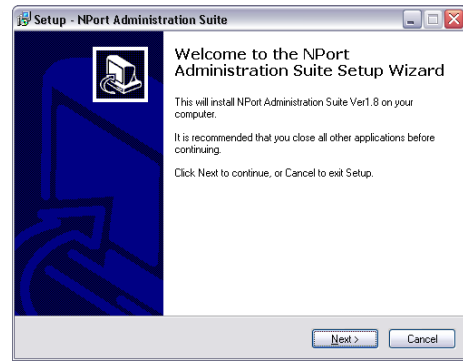 Setup - NPort Administration Suite
Welcome to the NPort
Administration Suite Setup Wizard
This will install NPort Administration Suite Ver1.8 on your
computer.
It is recommended that you close all other applications before
continuing.
Click Next to continue, or Cancel to exit Setup.
Next >
Cancel